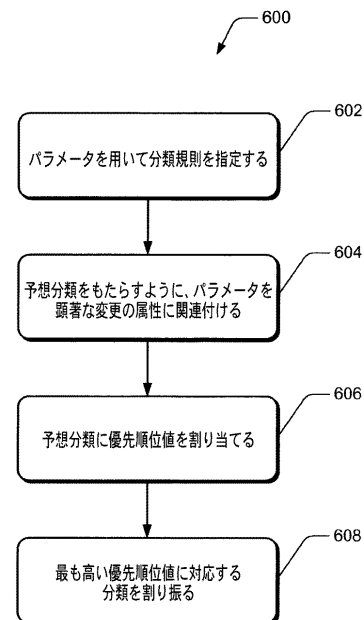 600
602
パラメータを用いて分類規則を指定する
604
予想分類をもたらすように、パラメータを
顕著な変更の属性に関連付ける
606
予想分類に優先順位値を割り当てる
608
最も高い優先順位値に対応する
分類を割り振る